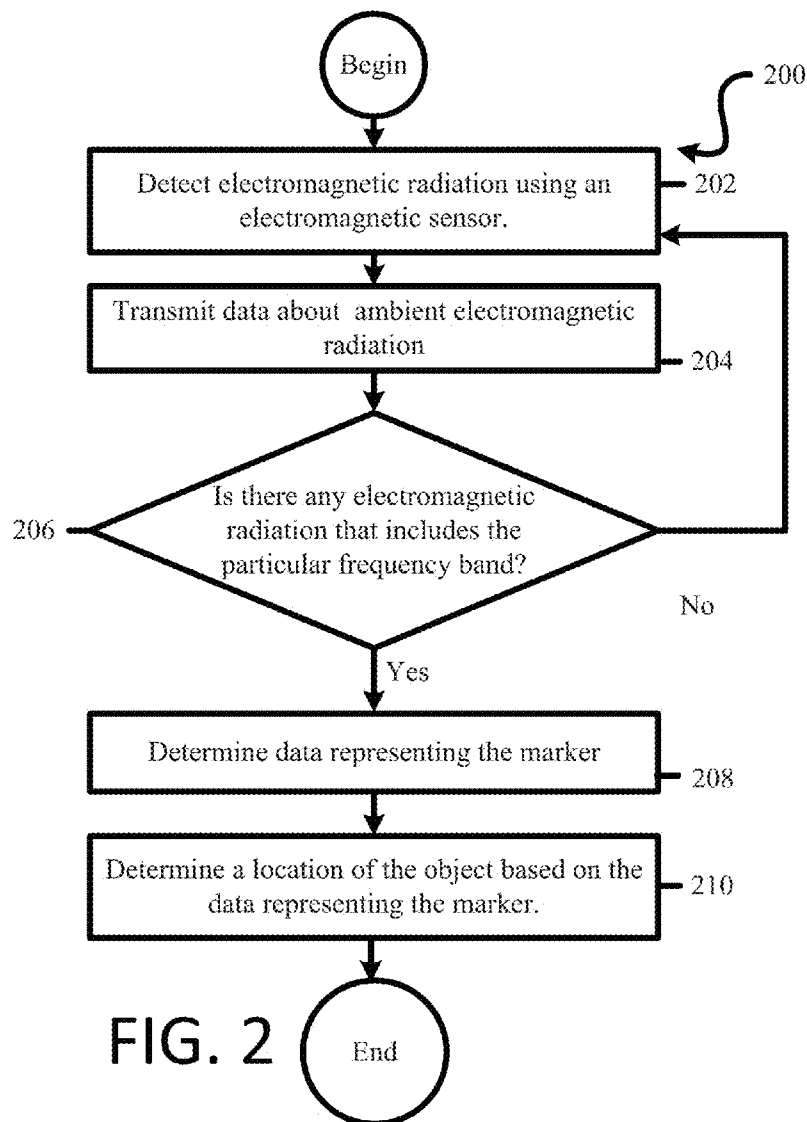 Begin
200
Detect electromagnetic radiation using an
electromagnetic sensor.
202
Transmit data about ambient electromagnetic
radiation
204
Is there any electromagnetic
radiation that includes the
particular frequency band?
206
No
Yes
Determine data representing the marker
208
Determine a location of the object based on the
data representing the marker.
210
End
FIG. 2